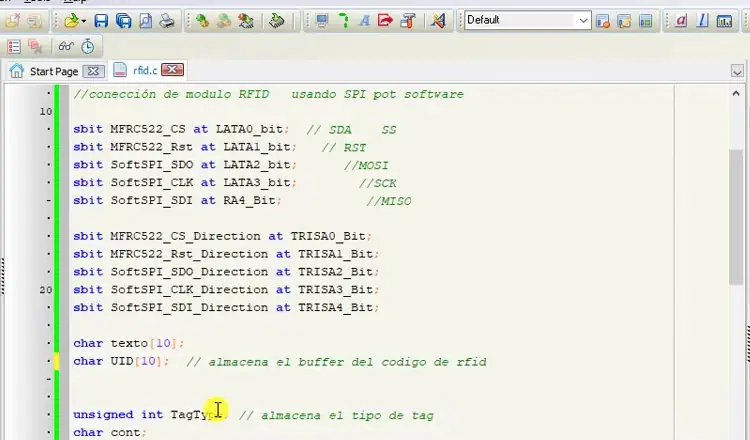 Default
Start Page rfid.c
//conección de modulo RFID usando SPI pot software
10
sbit MFRC522_CS at LATA0_bit; // SDA SS
sbit MFRC522_Rst at LATA1_bit; // RST
sbit SoftSPI_SDO at LATA2_bit; //MOSI
sbit SoftSPI_CLK at LATA3_bit; //SCK
sbit SoftSPI_SDI at RA4_Bit; //MISO
sbit MFRC522_CS_Direction at TRISA0_Bit;
sbit MFRC522_Rst_Direction at TRISA1_Bit;
sbit SoftSPI_SDO_Direction at TRISA2_Bit;
20 sbit SoftSPI_CLK_Direction at TRISA3_Bit;
sbit SoftSPI_SDI_Direction at TRISA4_Bit;
char texto[10];
char UID[10]; // almacena el buffer del codigo de rfid
unsigned int TagType; // almacena el tipo de tag
char cont;